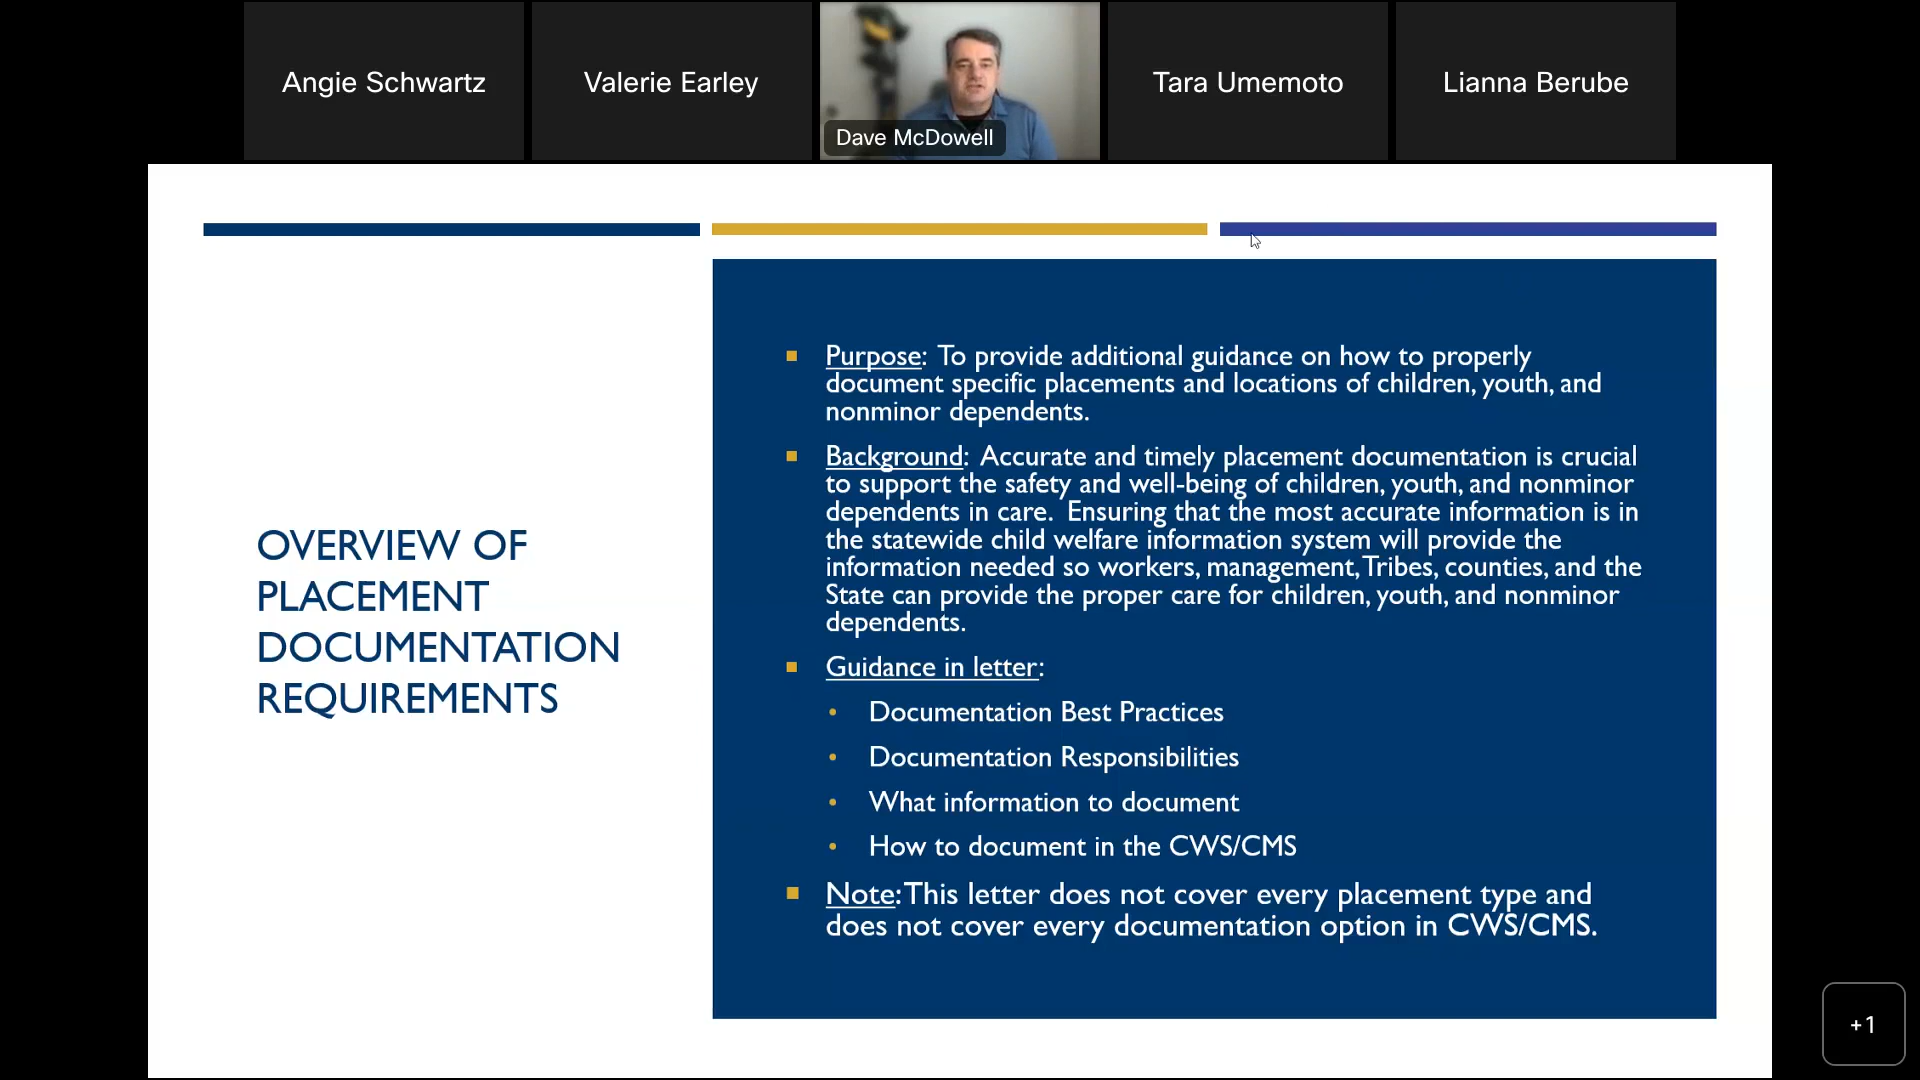 Angie Schwartz
Valerie Earley
Dave McDowell
Tara Umemoto
Lianna Berube
OVERVIEW OF
PLACEMENT
DOCUMENTATION
REQUIREMENTS
Purpose: To provide additional guidance on how to properly
document specific placements and locations of children, youth, and
nonminor dependents.
Background: Accurate and timely placement documentation is crucial
to support the safety and well-being of children, youth, and nonminor
dependents in care. Ensuring that the most accurate information is in
the statewide child welfare information system will provide the
information needed so workers, management, Tribes, counties, and the
State can provide the proper care for children, youth, and nonminor
dependents.
Guidance in letter:
Documentation Best Practices
Documentation Responsibilities
What information to document
How to document in the CWS/CMS
Note: This letter does not cover every placement type and
does not cover every documentation option in CWS/CMS.
+1